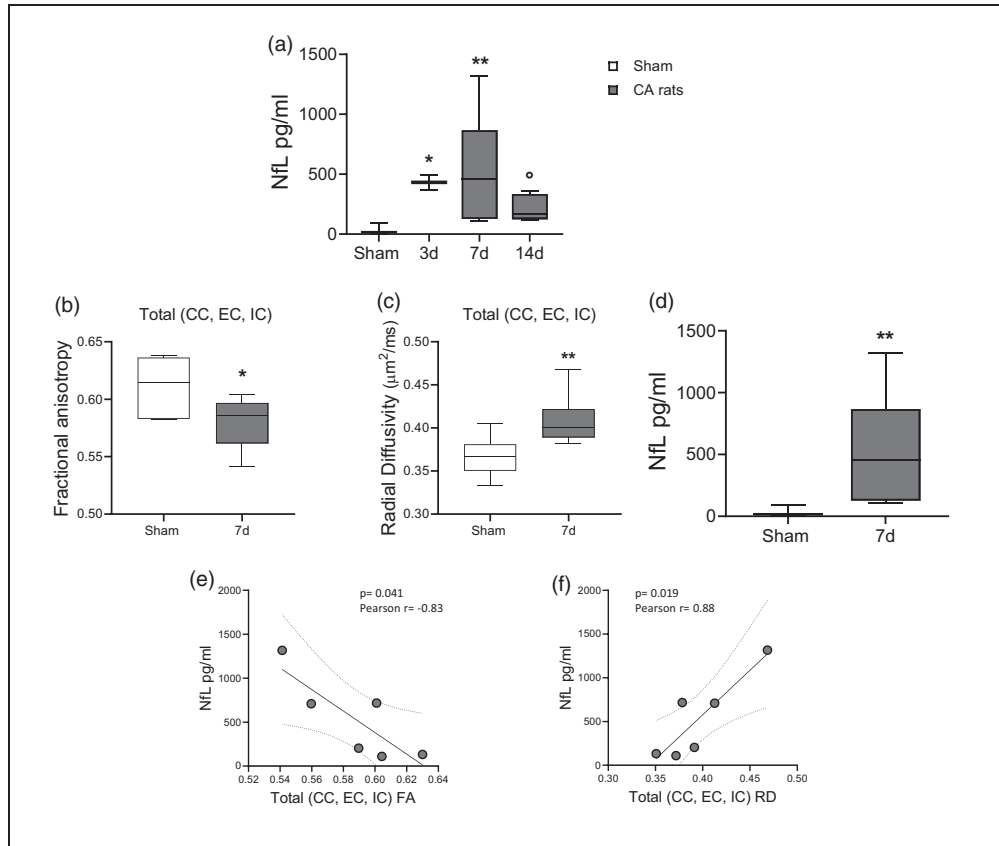 (a)
1500
1000
500
0
NfL pg/ml
*
**
°
Sham 3d 7d 14d
Sham
CA rats
(b)
Total (CC, EC, IC)
0.65
0.60
0.55
0.50
Fractional anisotropy
*
Sham 7d
(c)
Total (CC, EC, IC)
0.50
0.45
0.40
0.35
0.30
Radial Diffusivity (μm²/ms)
**
Sham 7d
(d)
1500
1000
500
0
NfL pg/ml
**
Sham 7d
(e)
p= 0.041
Pearson r= -0.83
2000
1500
1000
500
0
NfL pg/ml
0.52 0.54 0.56 0.58 0.60 0.62 0.64
Total (CC, EC, IC) FA
(f)
p= 0.019
Pearson r= 0.88
2000
1500
1000
500
0
NfL pg/ml
0.30 0.35 0.40 0.45 0.50
Total (CC, EC, IC) RD